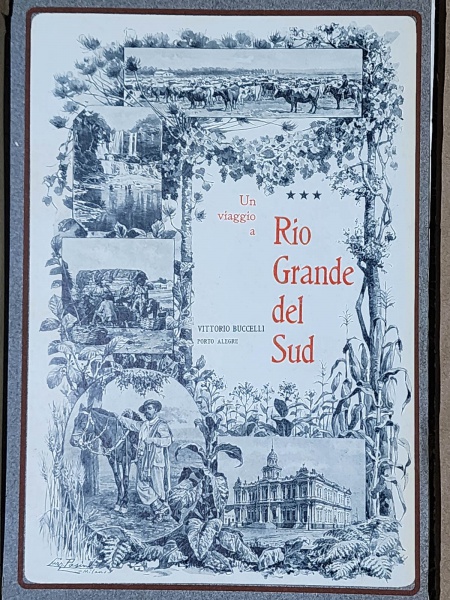 Un
viaggio
a
★★★
Rio
Grande
del
Sud
VITTORIO BUCCELLI
PORTO ALEGRE